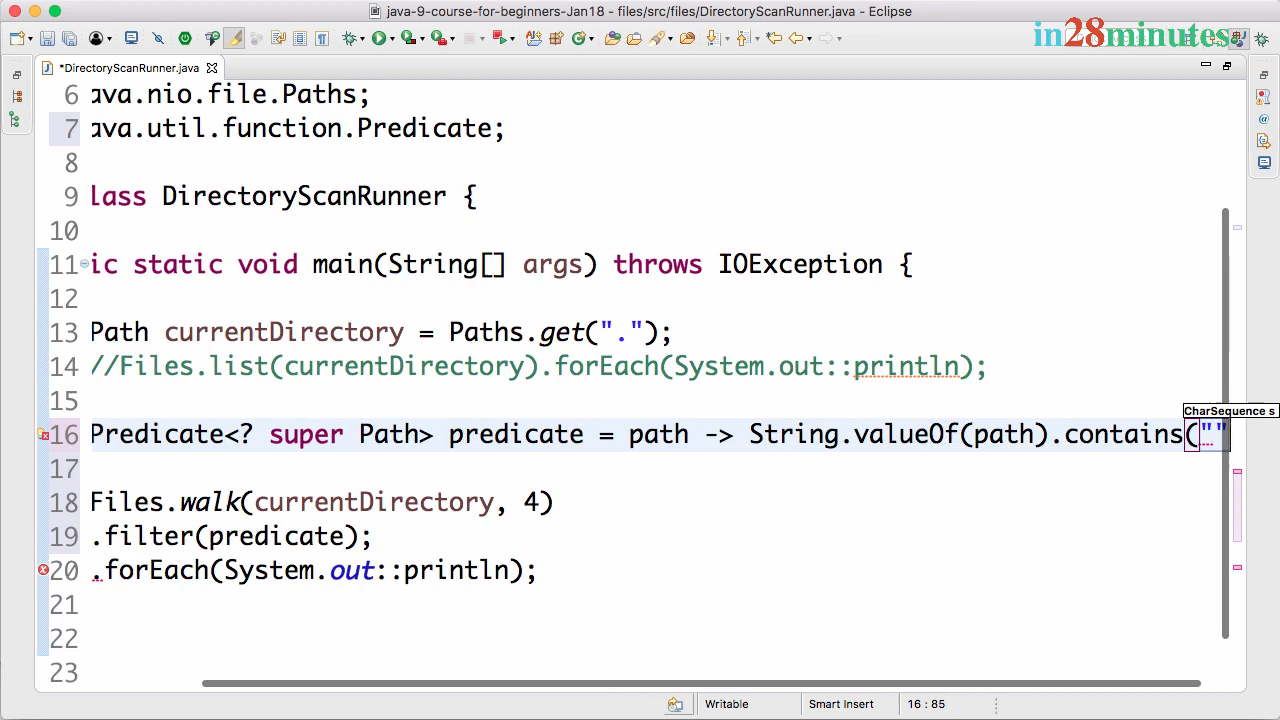 java-9-course-for-beginners-Jan18 - files/src/files/DirectoryScanRunner.java - Eclipse
in28minutes
*DirectoryScanRunner.java
6 ava.nio.file.Paths;
7 ava.util.function.Predicate;
8
9 lass DirectoryScanRunner {
10
11 ic static void main(String[] args) throws IOException {
12
13 Path currentDirectory = Paths.get(".");
14 //Files.list(currentDirectory).forEach(System.out::println);
15
CharSequence s
16 Predicate<? super Path> predicate = path -> String.valueOf(path).contains(""
17
18 Files.walk(currentDirectory, 4)
19 .filter(predicate);
20 .forEach(System.out::println);
21
22
23
Writable Smart Insert 16 : 85